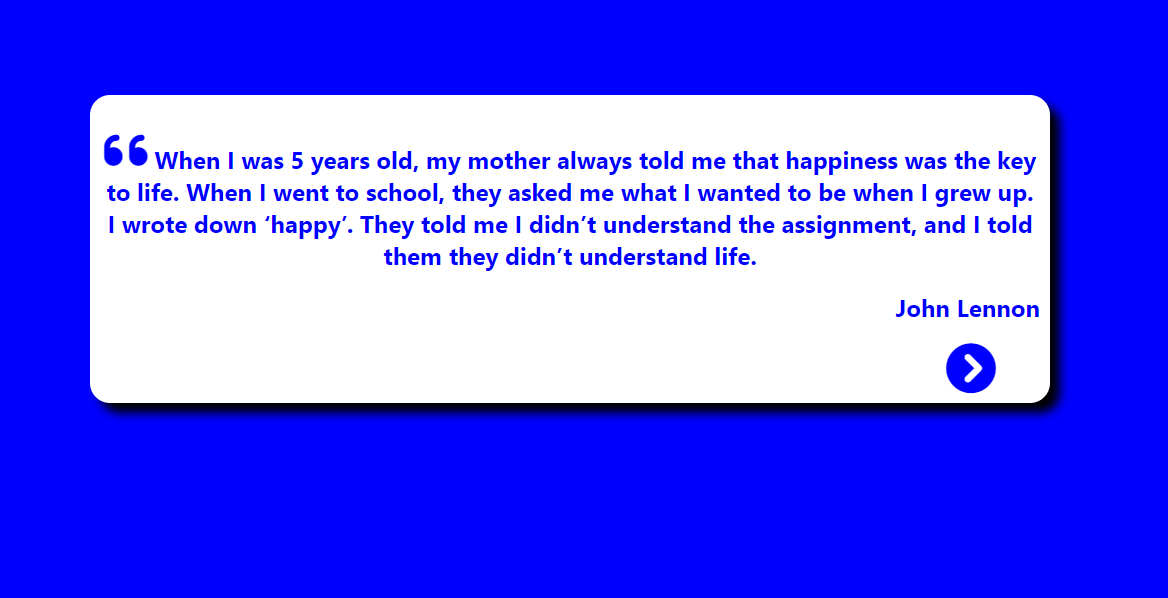 “ When I was 5 years old, my mother always told me that happiness was the key
to life. When I went to school, they asked me what I wanted to be when I grew up.
I wrote down ‘happy’. They told me I didn’t understand the assignment, and I told
them they didn’t understand life.
John Lennon